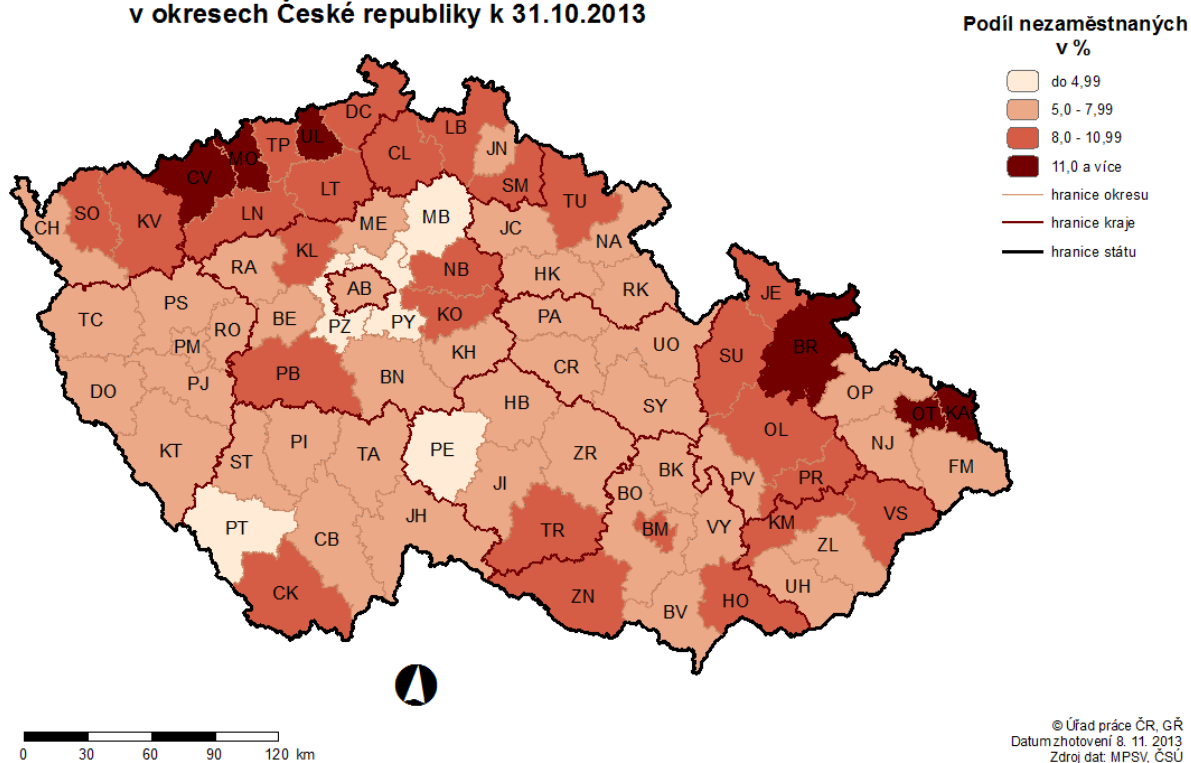 v okresech České republiky k 31.10.2013
Podíl nezaměstnaných
v %
do 4,99
5,0 - 7,99
8,0 - 10,99
11,0 a více
hranice okresu
hranice kraje
hranice státu
DC
UL
TP
MO
LB
JN
CL
CV
LT
SM
TU
SO
KV
LN
MB
ME
CH
JC
NA
KL
RA
NB
HK
AB
RK
JE
PS
TC
RO
BE
PZ
PY
KO
PA
PM
UO
BR
KH
SU
DO
PJ
PB
BN
CR
OP
HB
SY
OT
KA
OL
PI
KT
ST
TA
PE
ZR
NJ
FM
BK
PV
PR
JI
BO
JH
VS
PT
CB
TR
BM
VY
KM
ZL
CK
ZN
HO
UH
BV
0 30 60 90 120 km
© Úřad práce ČR, GŘ
Datum zhotovení 8. 11. 2013
Zdroj dat: MPSV, ČSÚ